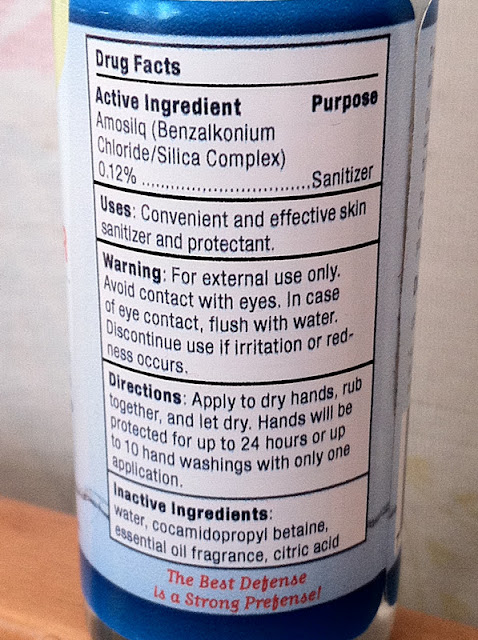 Drug Facts
Active Ingredient Purpose
Amosilq (Benzalkonium
Chloride/Silica Complex)
0.12% ................................Sanitizer
Uses: Convenient and effective skin
sanitizer and protectant.
Warning: For external use only.
Avoid contact with eyes. In case
of eye contact, flush with water.
Discontinue use if irritation or red-
ness occurs.
Directions: Apply to dry hands, rub
together, and let dry. Hands will be
protected for up to 24 hours or up
to 10 hand washings with only one
application.
Inactive Ingredients:
water, cocamidopropyl betaine,
essential oil fragrance, citric acid
The Best Defense
is a Strong Prefense!